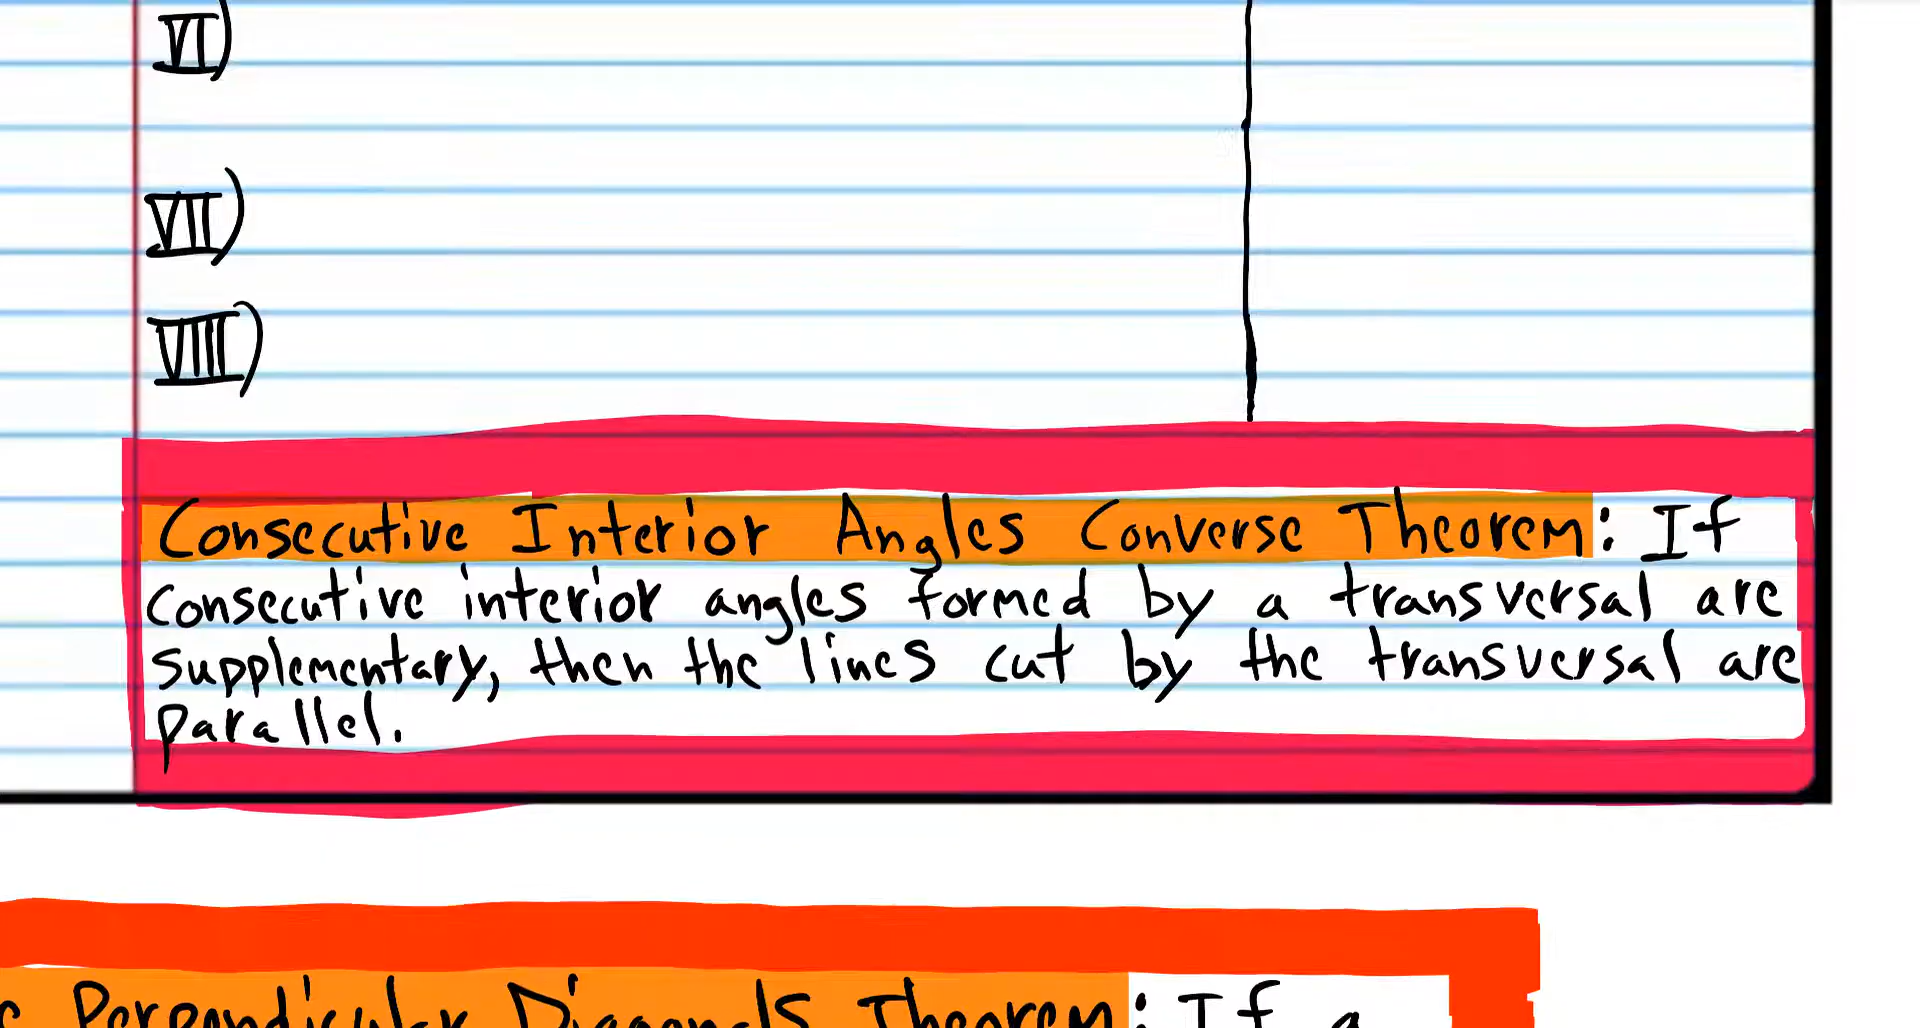 VI)
VII)
VIII)
Consecutive Interior Angles Converse Theorem: If
consecutive interior angles formed by a transversal are
supplementary, then the lines cut by the transversal are
parallel.
Perpendicular Diagonals Theorem: If a